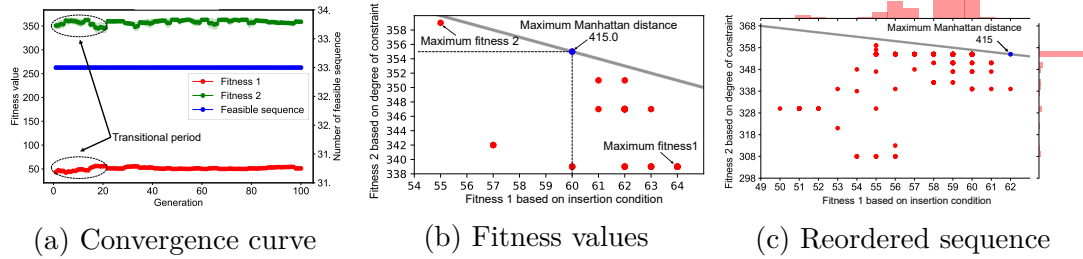 350
300
250
200
150
100
50
Fitness value
34.
33.
33.
32.
32.
31.
31.
Number of feasible sequence
Fitness 1
Fitness 2
Feasible sequence
Transitional period
0 20 40 60 80 100
Generation
(a) Convergence curve
358
356
354
352
350
348
346
344
342
340
338
Fitness 2 based on degree of constraint
Maximum Manhattan distance
415.0
Maximum fitness 2
Maximum fitness1
54 55 56 57 58 59 60 61 62 63 64
Fitness 1 based on insertion condition
(b) Fitness values
368
358
348
338
328
318
308
298
Fitness 2 based on degree of constraint
Maximum Manhattan distance
415
49 50 51 52 53 54 55 56 57 58 59 60 61 62
Fitness 1 based on insertion condition
(c) Reordered sequence